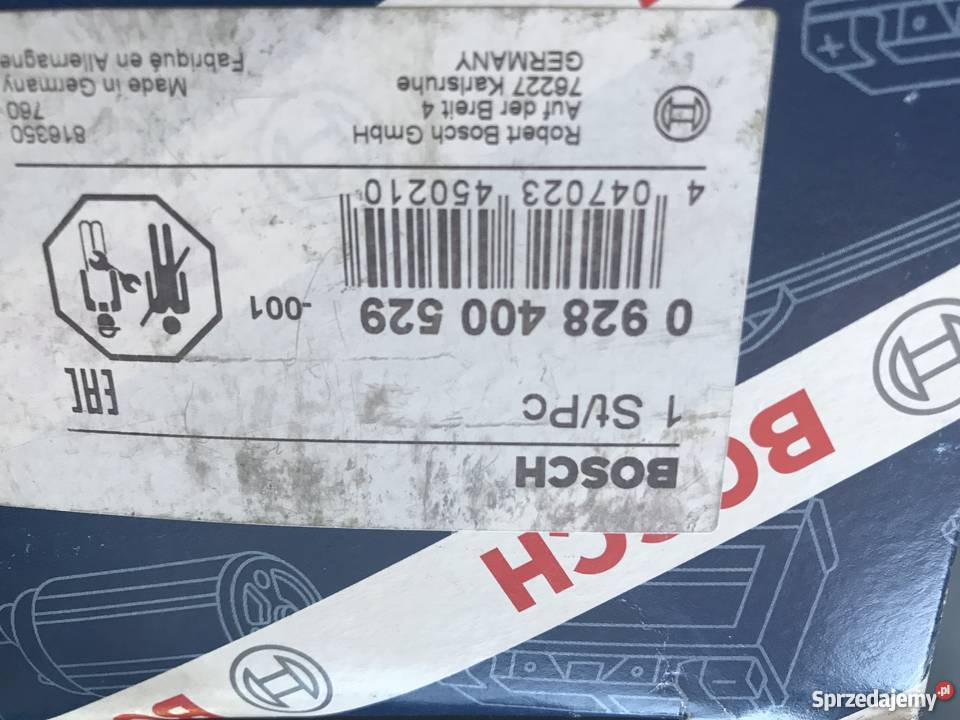 BOSCH
1 St/Pc
EAC
0 928 400 529
-001
4 047023 450210
Robert Bosch GmbH
Auf der Breit 4
76227 Karlsruhe
GERMANY
816350
760
Made in Germany
Fabriqué en Allemagne
BOSCH
B
Sprzedajemy.pl